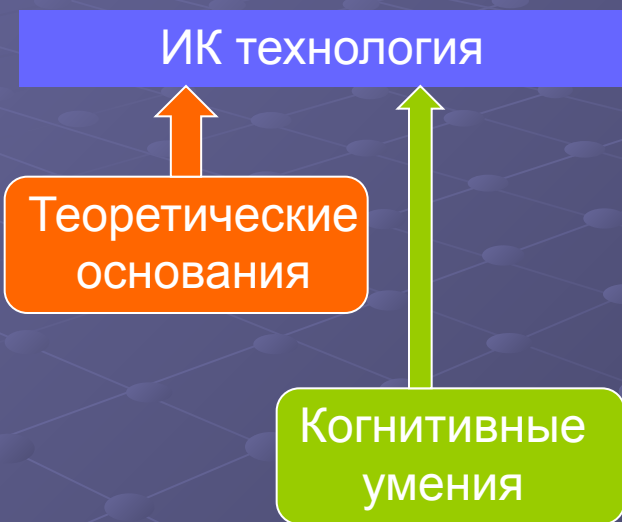 ИК технология
Теоретические
основания
Когнитивные
умения